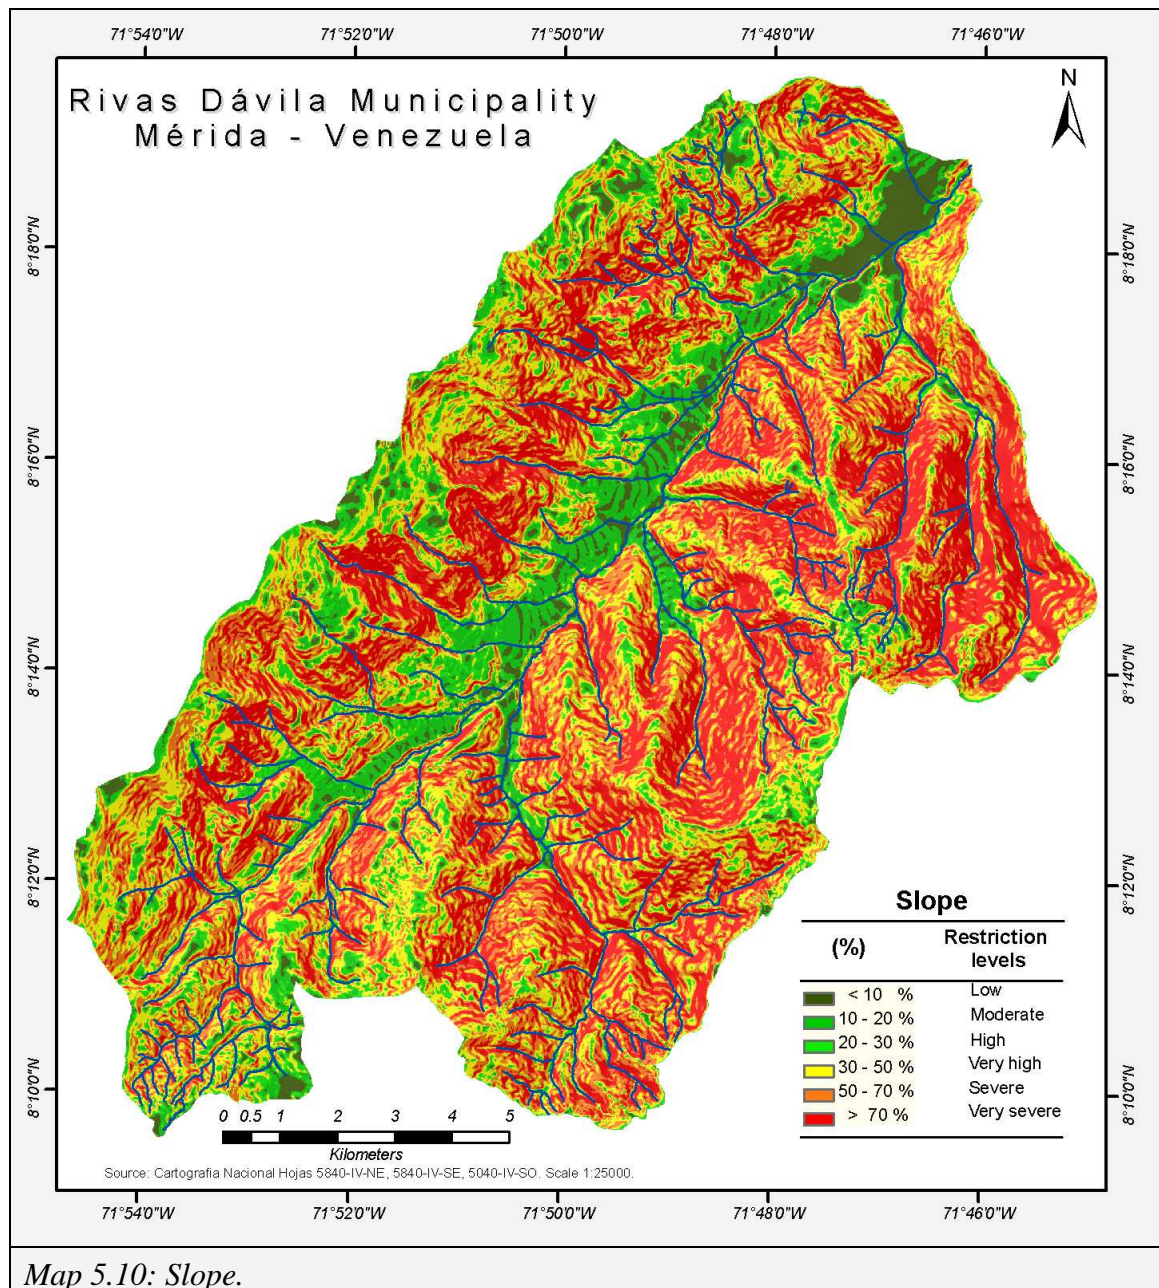 71°54'0"W 71°52'0"W 71°50'0"W 71°48'0"W 71°46'0"W
Rivas Dávila Municipality
Mérida - Venezuela
N
8°18'0"N 8°18'0"N
8°16'0"N 8°16'0"N
8°14'0"N 8°14'0"N
8°12'0"N 8°12'0"N
8°10'0"N 8°10'0"N
Slope
(%) Restriction
levels
< 10 % Low
10 - 20 % Moderate
20 - 30 % High
30 - 50 % Very high
50 - 70 % Severe
> 70 % Very severe
0 0.5 1 2 3 4 5
Kilometers
Source: Cartografia Nacional Hojas 5840-IV-NE, 5840-IV-SE, 5040-IV-SO. Scale 1:25000.
71°54'0"W 71°52'0"W 71°50'0"W 71°48'0"W 71°46'0"W
Map 5.10: Slope.